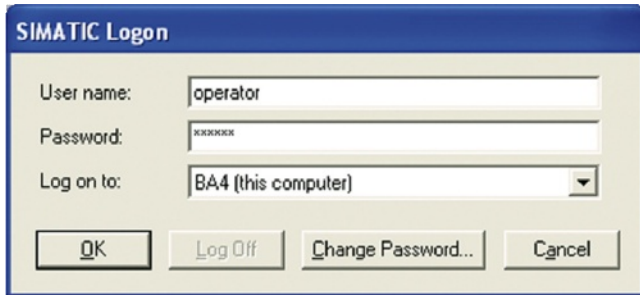 SIMATIC Logon
User name: operator
Password: ××××××
Log on to: BA4 (this computer)
OK Log Off Change Password... Cancel